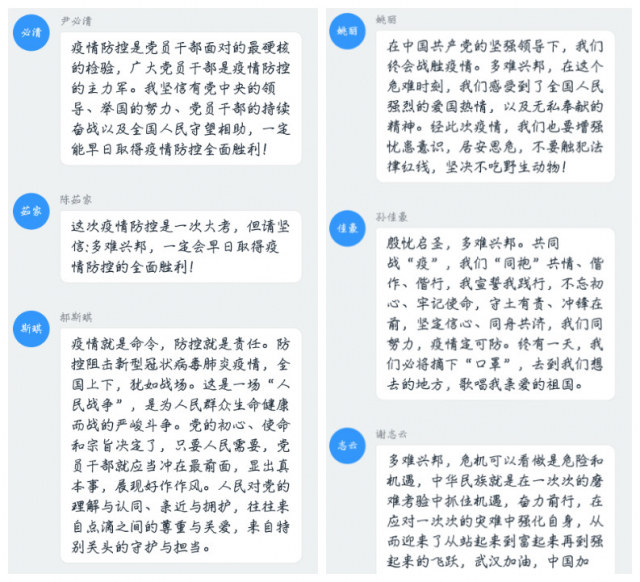 必清
尹必清
疫情防控是党员干部面对的最硬核
的检验，广大党员干部是疫情防控
的主力军。我坚信有党中央的领
导、举国的努力、党员干部的持续
奋战以及全国人民守望相助，一定
能早日取得疫情防控全面胜利！
茹家
陈茹家
这次疫情防控是一次大考，但请坚
信:多难兴邦，一定会早日取得疫
情防控的全面胜利！
斯琪
郝斯琪
疫情就是命令，防控就是责任。防
控阻击新型冠状病毒肺炎疫情，全
国上下，犹如战场。这是一场“人
民战争”，是为人民群众生命健康
而战的严峻斗争。党的初心、使命
和宗旨决定了，只要人民需要，党
员干部就应当冲在最前面，显出真
本事，展现好作作风。人民对党的
理解与认同、亲近与拥护，往往来
自点滴之间的尊重与关爱，来自特
别关头的守护与担当。
姚丽
姚丽
在中国共产党的坚强领导下，我们
终会战胜疫情。多难兴邦，在这个
危难时刻，我们感受到了全国人民
强烈的爱国热情，以及无私奉献的
精神。经此次疫情，我们也要增强
忧患意识，居安思危，不要触犯法
律红线，坚决不吃野生动物！
佳豪
孙佳豪
殷忧启圣，多难兴邦。共同
战“疫”，我们“同袍”共情、偕
作、偕行，我宣誓我践行，不忘初
心、牢记使命，守土有责、冲锋在
前，坚定信心、同舟共济，我们同
努力，疫情定可防。终有一天，我
们必将摘下“口罩”，去到我们想
去的地方，歌唱我亲爱的祖国。
志云
谢志云
多难兴邦，危机可以看做是危险和
机遇，中华民族就是在一次次的磨
难考验中抓住机遇，奋力前行，在
应对一次次的灾难中强化自身，从
而迎来了从站起来到富起来再到强
起来的飞跃，武汉加油，中国加